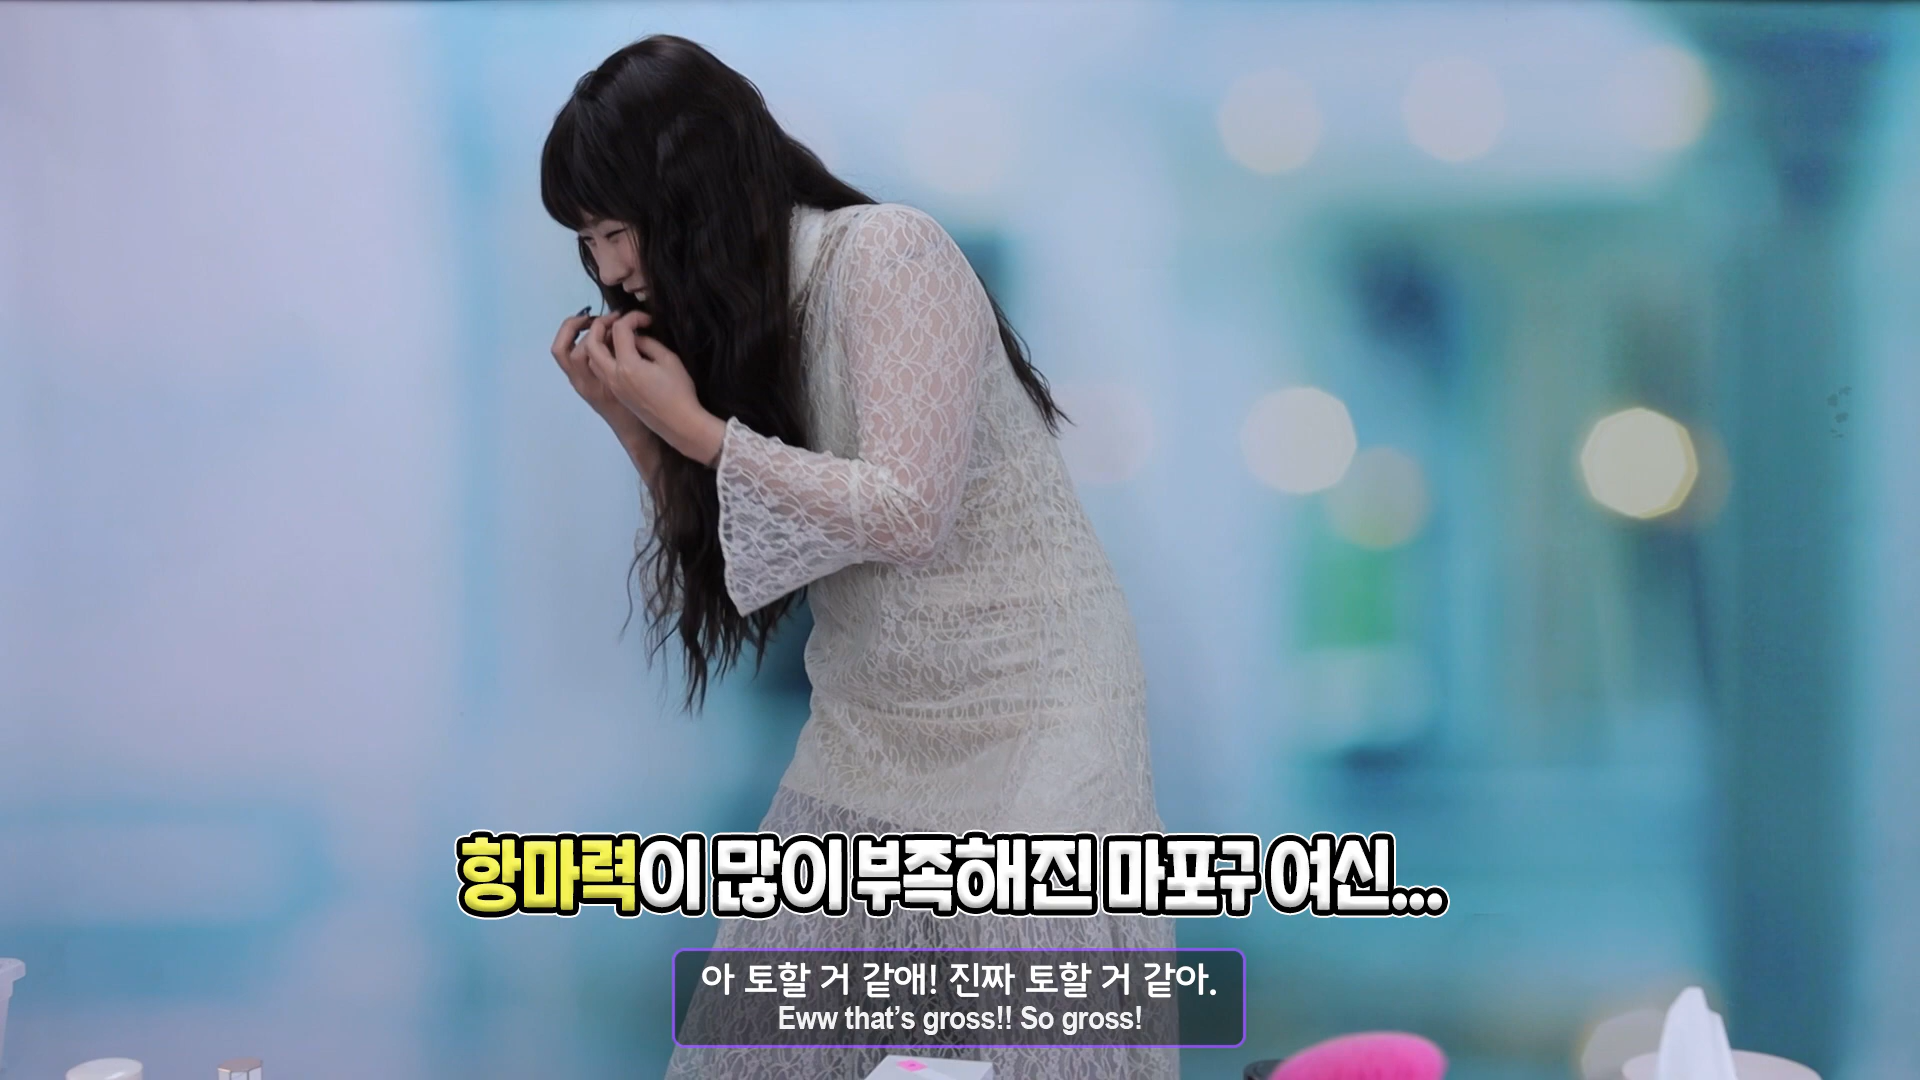 항마력이 많이 부족해진 마포구 여신...
아 토할 거 같애! 진짜 토할 거 같아.
Eww that’s gross!! So gross!